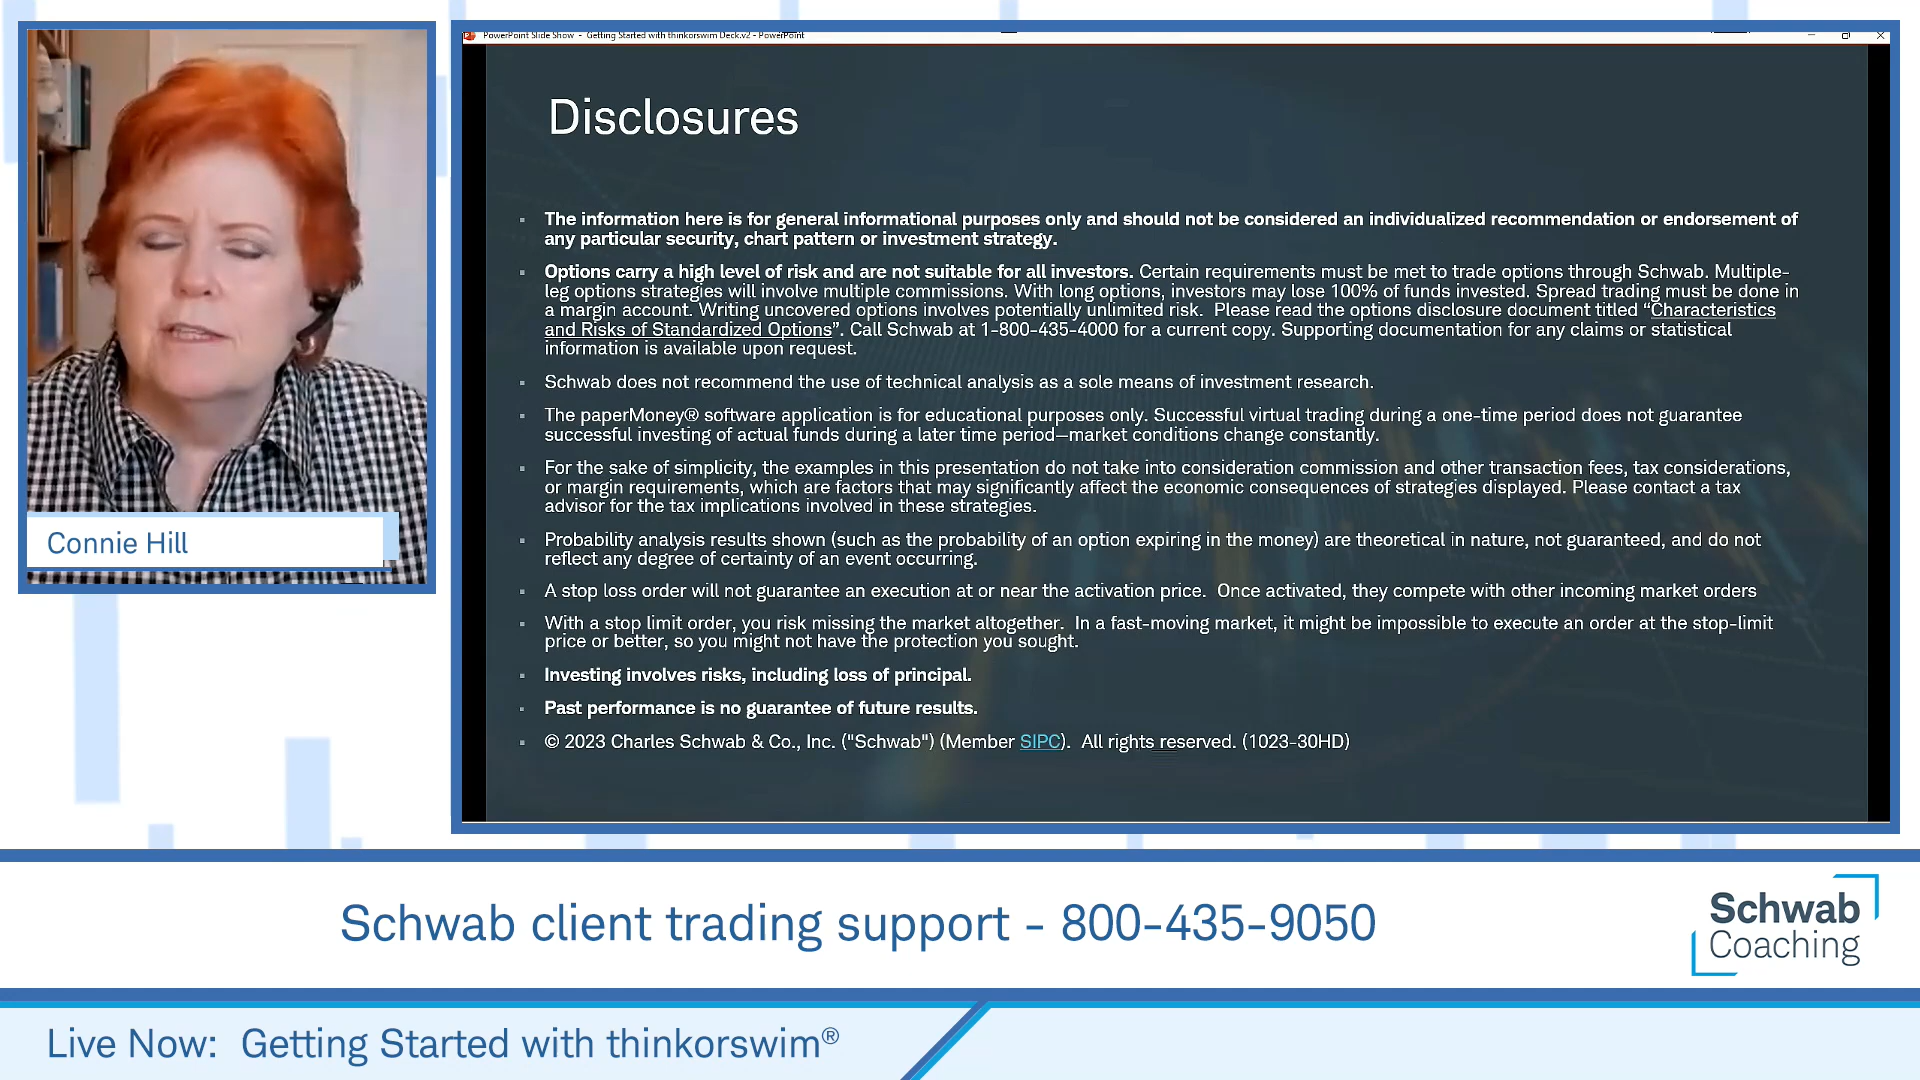 PowerPoint Slide Show - Getting Started with thinkorswim Deck.v2 - PowerPoint
Disclosures
The information here is for general informational purposes only and should not be considered an individualized recommendation or endorsement of
any particular security, chart pattern or investment strategy.
Options carry a high level of risk and are not suitable for all investors. Certain requirements must be met to trade options through Schwab. Multiple-
leg options strategies will involve multiple commissions. With long options, investors may lose 100% of funds invested. Spread trading must be done in
a margin account. Writing uncovered options involves potentially unlimited risk.  Please read the options disclosure document titled “Characteristics
and Risks of Standardized Options”. Call Schwab at 1-800-435-4000 for a current copy. Supporting documentation for any claims or statistical
information is available upon request.
Schwab does not recommend the use of technical analysis as a sole means of investment research.
The paperMoney® software application is for educational purposes only. Successful virtual trading during a one-time period does not guarantee
successful investing of actual funds during a later time period—market conditions change constantly.
For the sake of simplicity, the examples in this presentation do not take into consideration commission and other transaction fees, tax considerations,
or margin requirements, which are factors that may significantly affect the economic consequences of strategies displayed. Please contact a tax
advisor for the tax implications involved in these strategies.
Probability analysis results shown (such as the probability of an option expiring in the money) are theoretical in nature, not guaranteed, and do not
reflect any degree of certainty of an event occurring.
A stop loss order will not guarantee an execution at or near the activation price.  Once activated, they compete with other incoming market orders
With a stop limit order, you risk missing the market altogether.  In a fast-moving market, it might be impossible to execute an order at the stop-limit
price or better, so you might not have the protection you sought.
Investing involves risks, including loss of principal.
Past performance is no guarantee of future results.
© 2023 Charles Schwab & Co., Inc. ("Schwab") (Member SIPC).  All rights reserved. (1023-30HD)
Connie Hill
Schwab client trading support - 800-435-9050
Schwab
Coaching
Live Now:  Getting Started with thinkorswim®